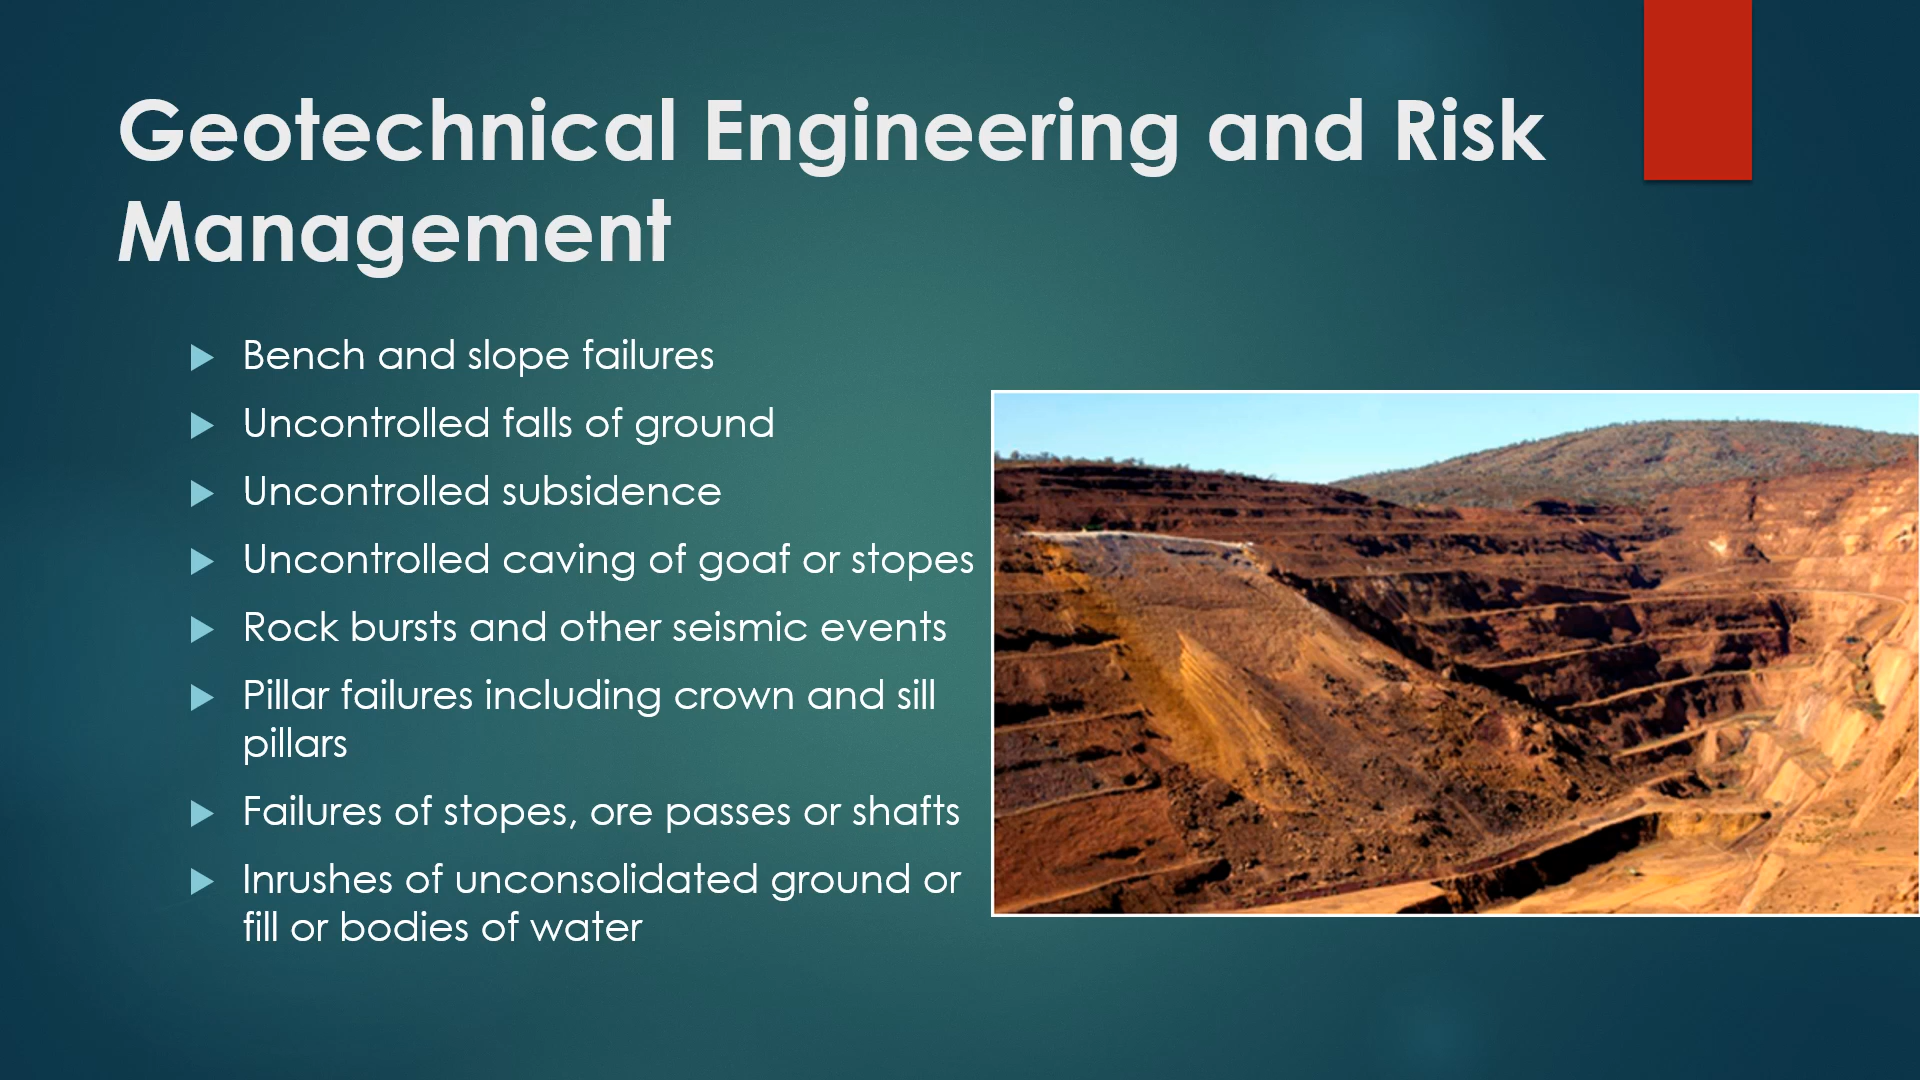 Geotechnical Engineering and Risk
Management
Bench and slope failures
Uncontrolled falls of ground
Uncontrolled subsidence
Uncontrolled caving of goaf or stopes
Rock bursts and other seismic events
Pillar failures including crown and sill
pillars
Failures of stopes, ore passes or shafts
Inrushes of unconsolidated ground or
fill or bodies of water